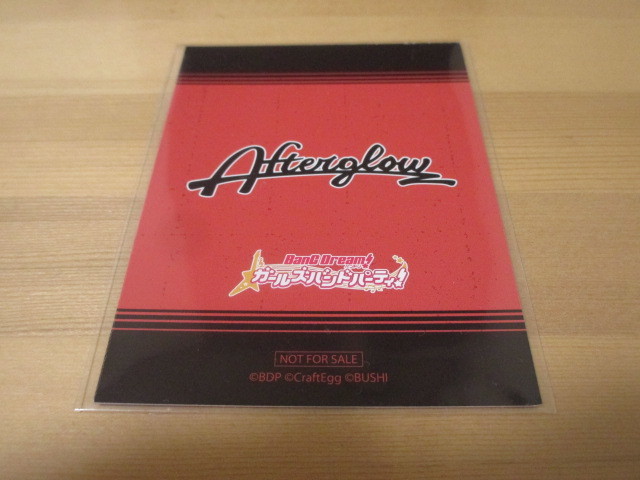 Afterglow
BanG Dream!
ガールズバンドパーティ!
NOT FOR SALE
©BDP ©CraftEgg ©BUSHI